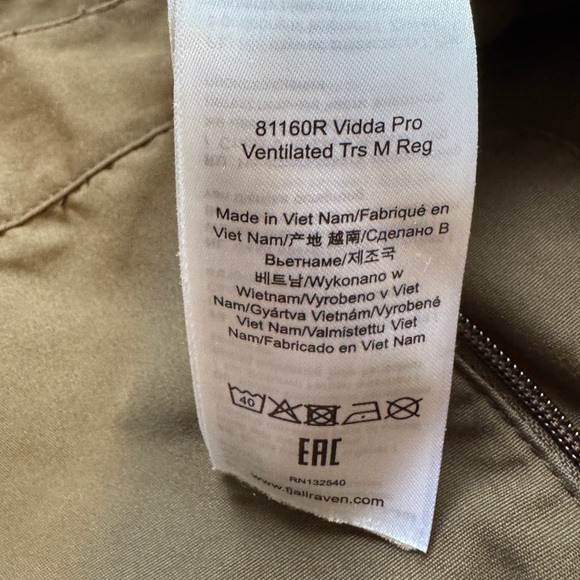 81160R Vidda Pro
Ventilated Trs M Reg
Made in Viet Nam/Fabriqué en
Viet Nam/产地 越南/Сделано В
Вьетнаме/제조국
베트남/Wykonano w
Wietnam/Vyrobeno v Viet
Nam/Gyártva Vietnám/Vyrobené
Viet Nam/Valmistettu Viet
Nam/Fabricado en Viet Nam
40
EAC
RN132540
www.fjallraven.com